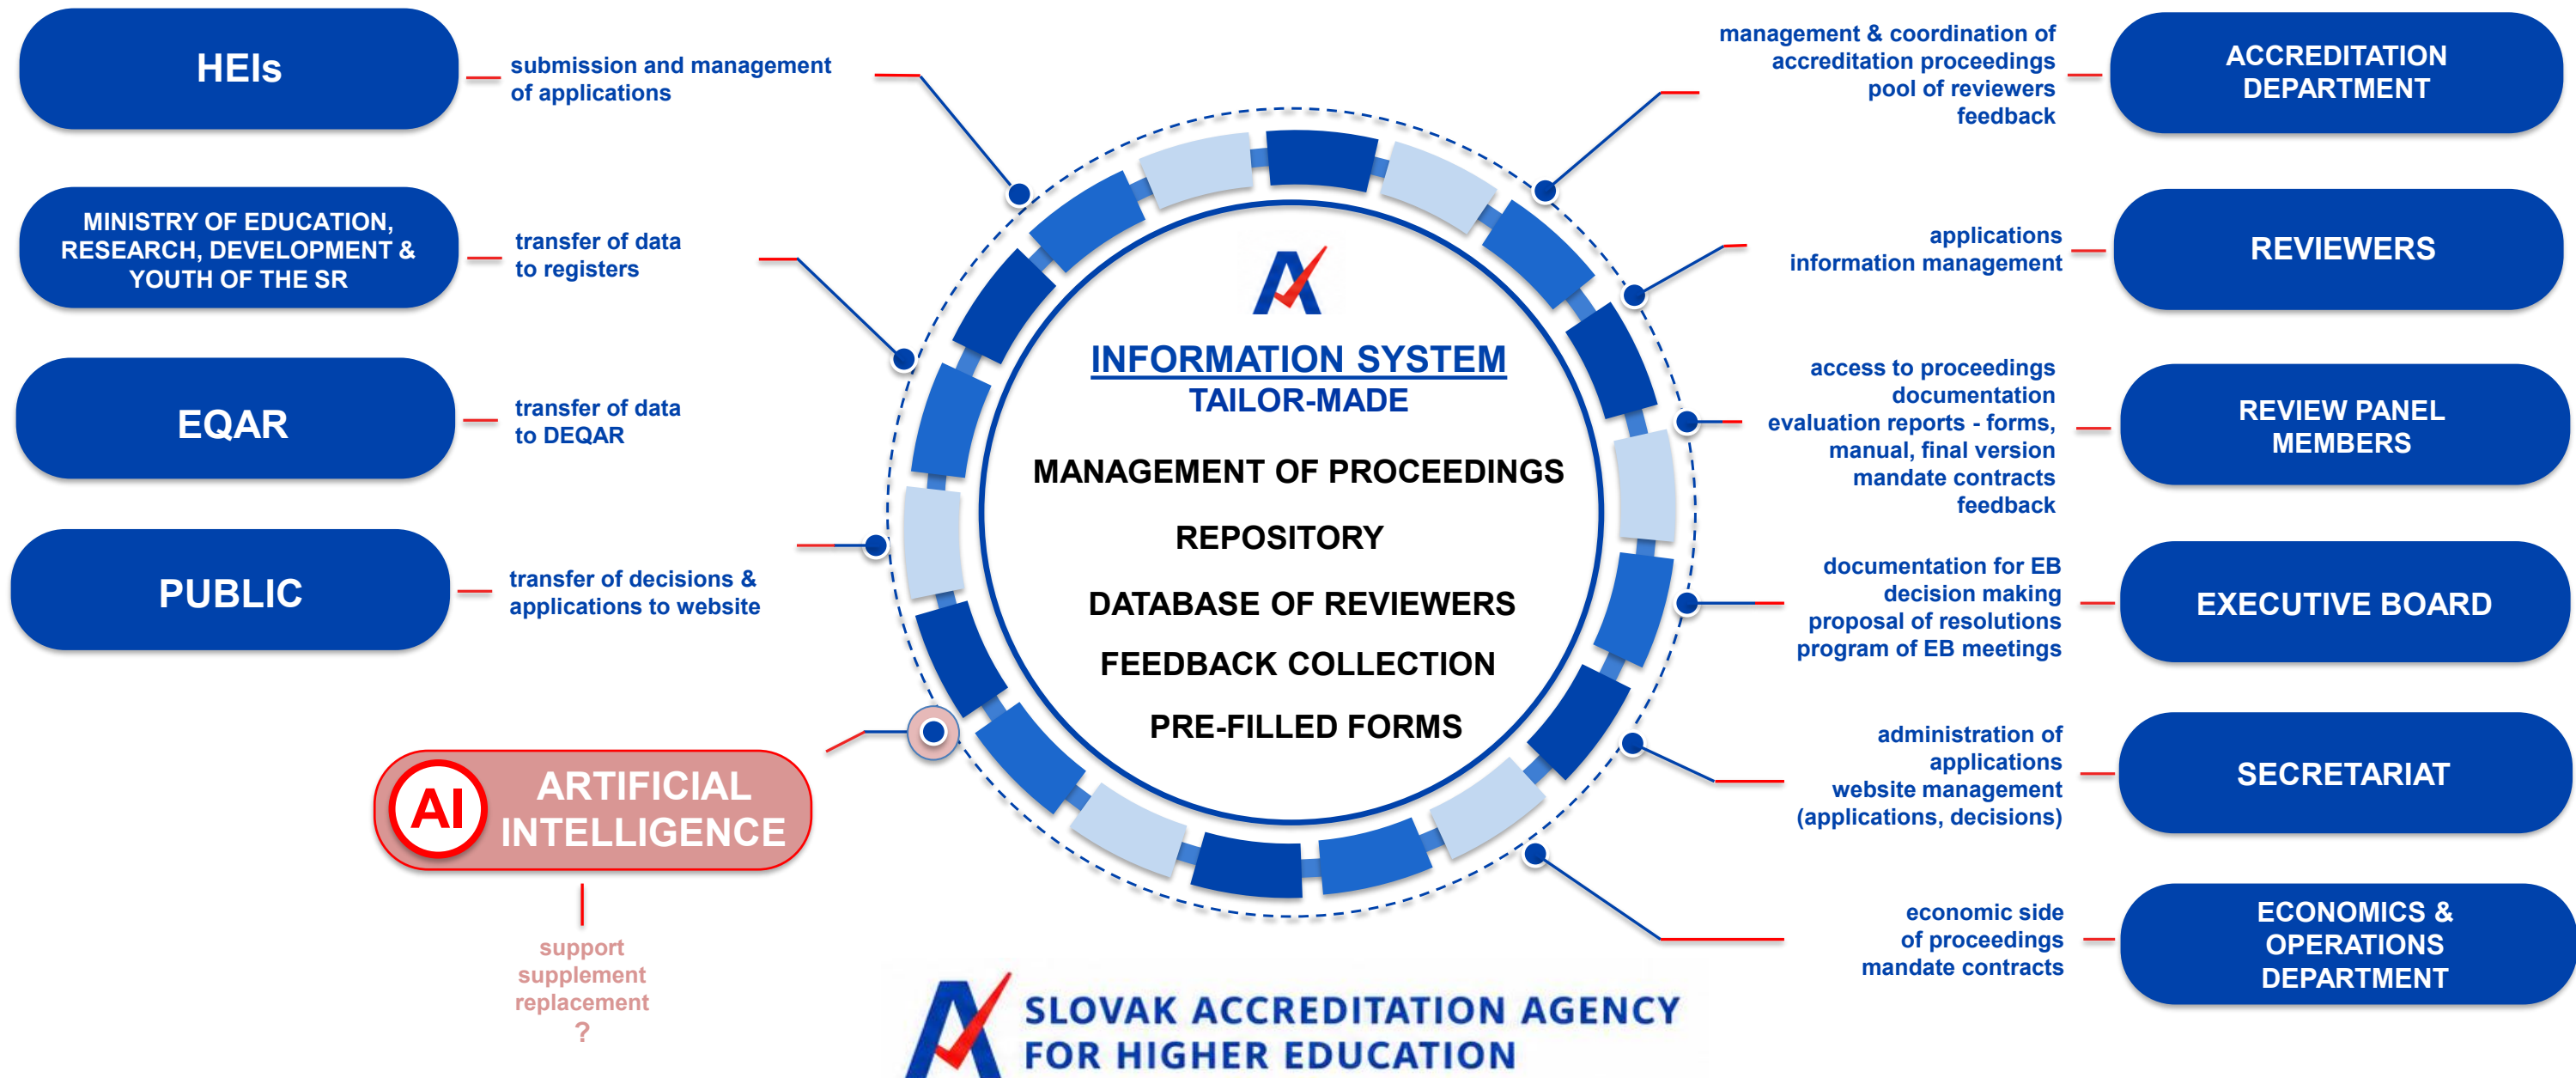 HEIs
submission and management
of applications
MINISTRY OF EDUCATION,
RESEARCH, DEVELOPMENT &
YOUTH OF THE SR
transfer of data
to registers
EQAR
transfer of data
to DEQAR
PUBLIC
transfer of decisions &
applications to website
AI
ARTIFICIAL
INTELLIGENCE
support
supplement
replacement
?
INFORMATION SYSTEM
TAILOR-MADE
MANAGEMENT OF PROCEEDINGS
REPOSITORY
DATABASE OF REVIEWERS
FEEDBACK COLLECTION
PRE-FILLED FORMS
management & coordination of
accreditation proceedings
pool of reviewers
feedback
ACCREDITATION
DEPARTMENT
applications
information management
REVIEWERS
access to proceedings
documentation
evaluation reports - forms,
manual, final version
mandate contracts
feedback
REVIEW PANEL
MEMBERS
documentation for EB
decision making
proposal of resolutions
program of EB meetings
EXECUTIVE BOARD
administration of
applications
website management
(applications, decisions)
SECRETARIAT
economic side
of proceedings
mandate contracts
ECONOMICS &
OPERATIONS
DEPARTMENT
SLOVAK ACCREDITATION AGENCY
FOR HIGHER EDUCATION